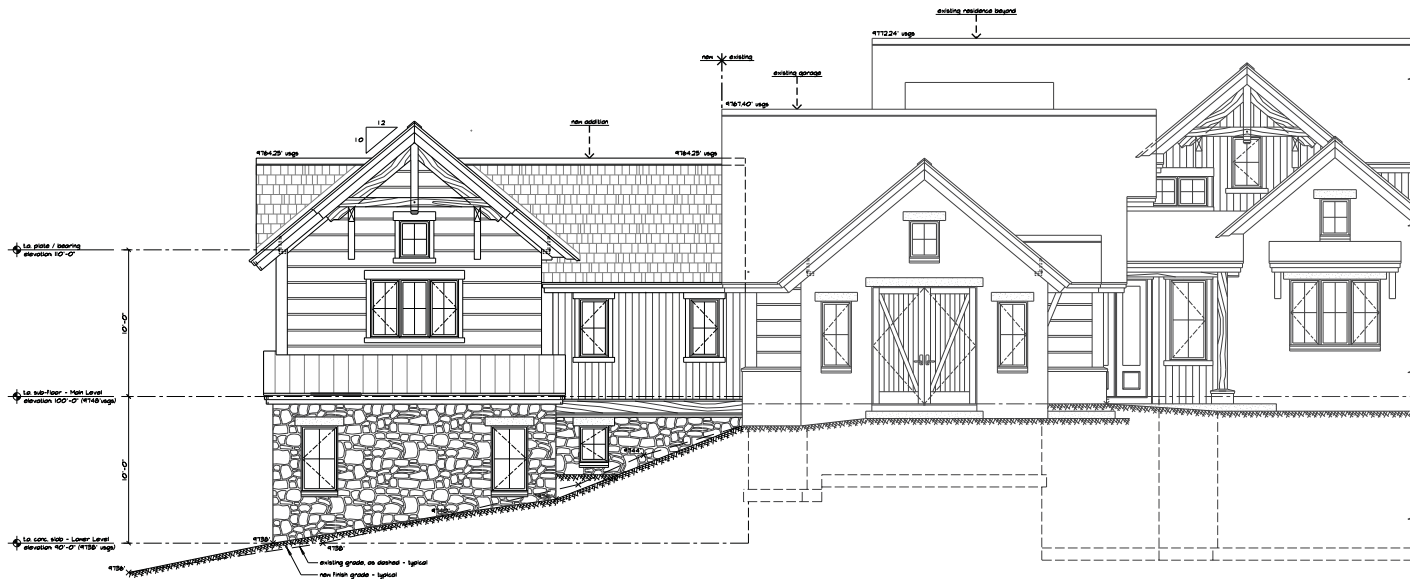 existing residence beyond
9772.24' usgs
new
existing
existing garage
9767.40' usgs
12
10
new addition
9764.25' usgs
9764.25' usgs
t.o. plate / bearing
elevation 110'-0"
10'-0"
t.o. sub-floor - Main Level
elevation 100'-0" (9748' usgs)
10'-0"
9744'
t.o. conc. slab - Lower Level
elevation 90'-0" (9738' usgs)
9738'
9738'
9736'
existing grade, as dashed - typical
new finish grade - typical